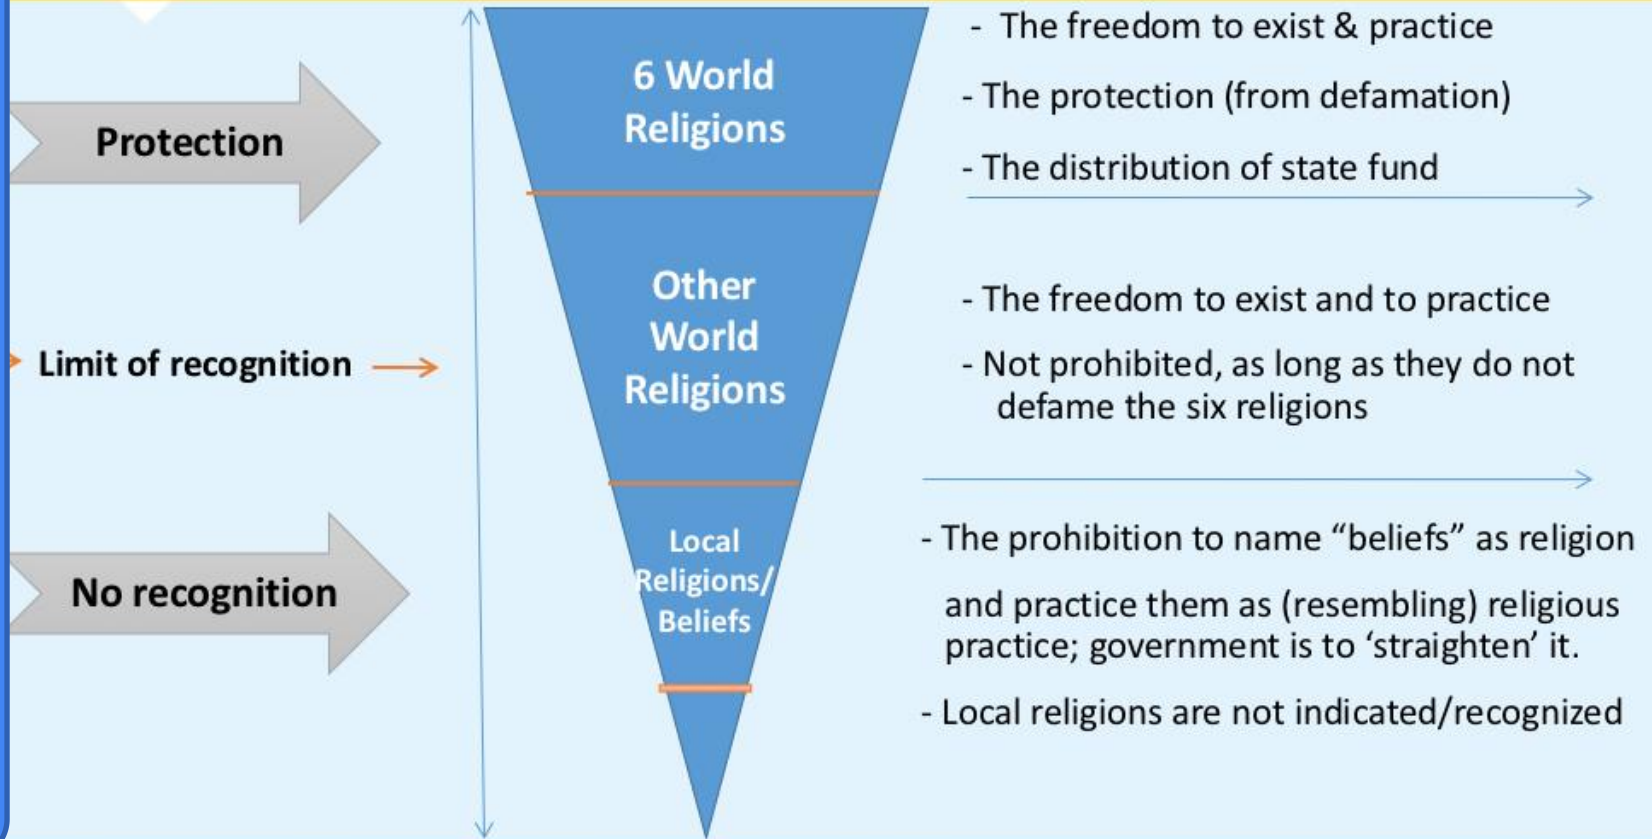 Protection
6 World
Religions
- The freedom to exist & practice
- The protection (from defamation)
- The distribution of state fund
Limit of recognition
Other
World
Religions
- The freedom to exist and to practice
- Not prohibited, as long as they do not
defame the six religions
No recognition
Local
Religions/
Beliefs
- The prohibition to name “beliefs” as religion
and practice them as (resembling) religious
practice; government is to ‘straighten’ it.
- Local religions are not indicated/recognized